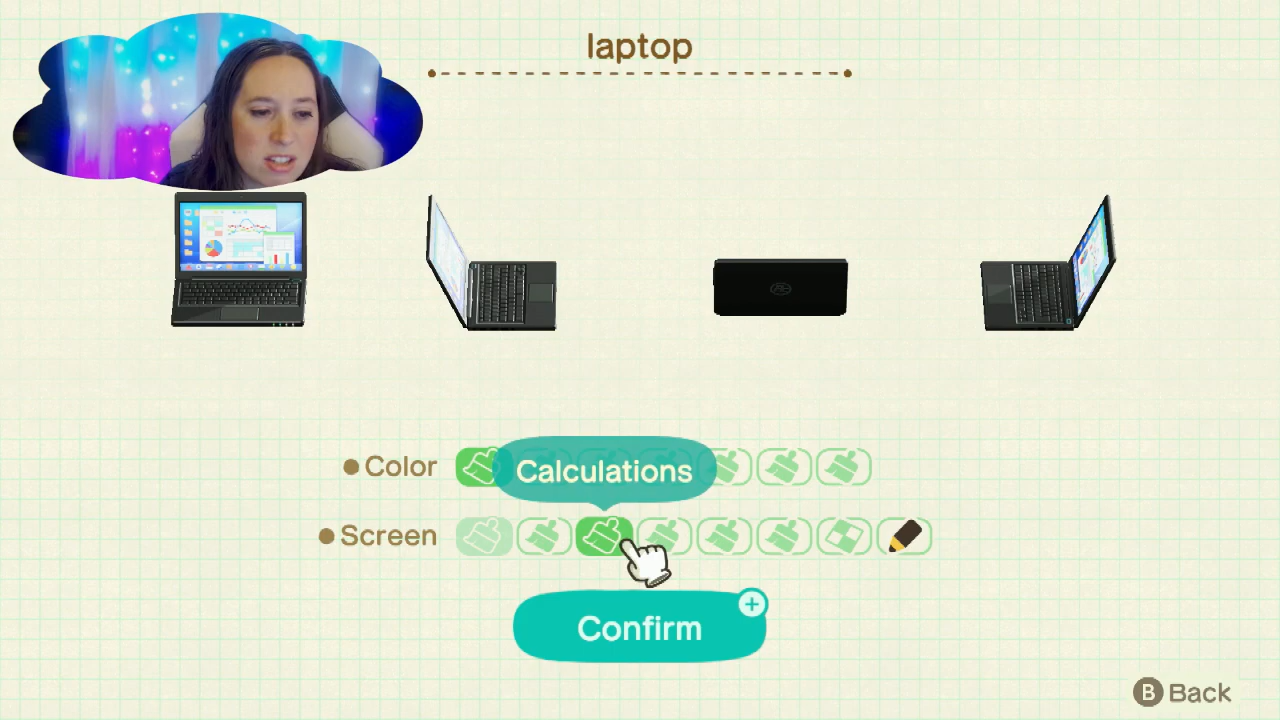 laptop
Color
Calculations
Screen
Confirm
B Back